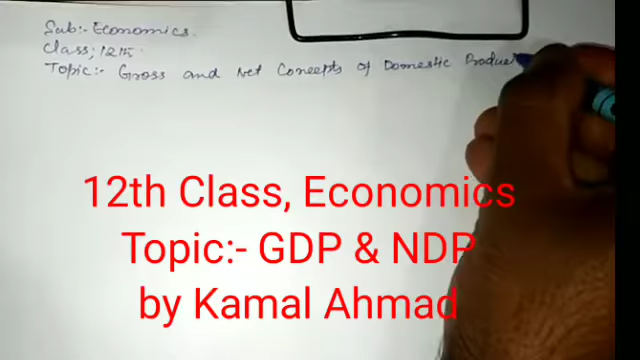 Sub:- Economics.
Class; 12th.
Topic:- Gross and Net Concepts of Domestic Product
12th Class, Economics
Topic:- GDP & NDP
by Kamal Ahmad